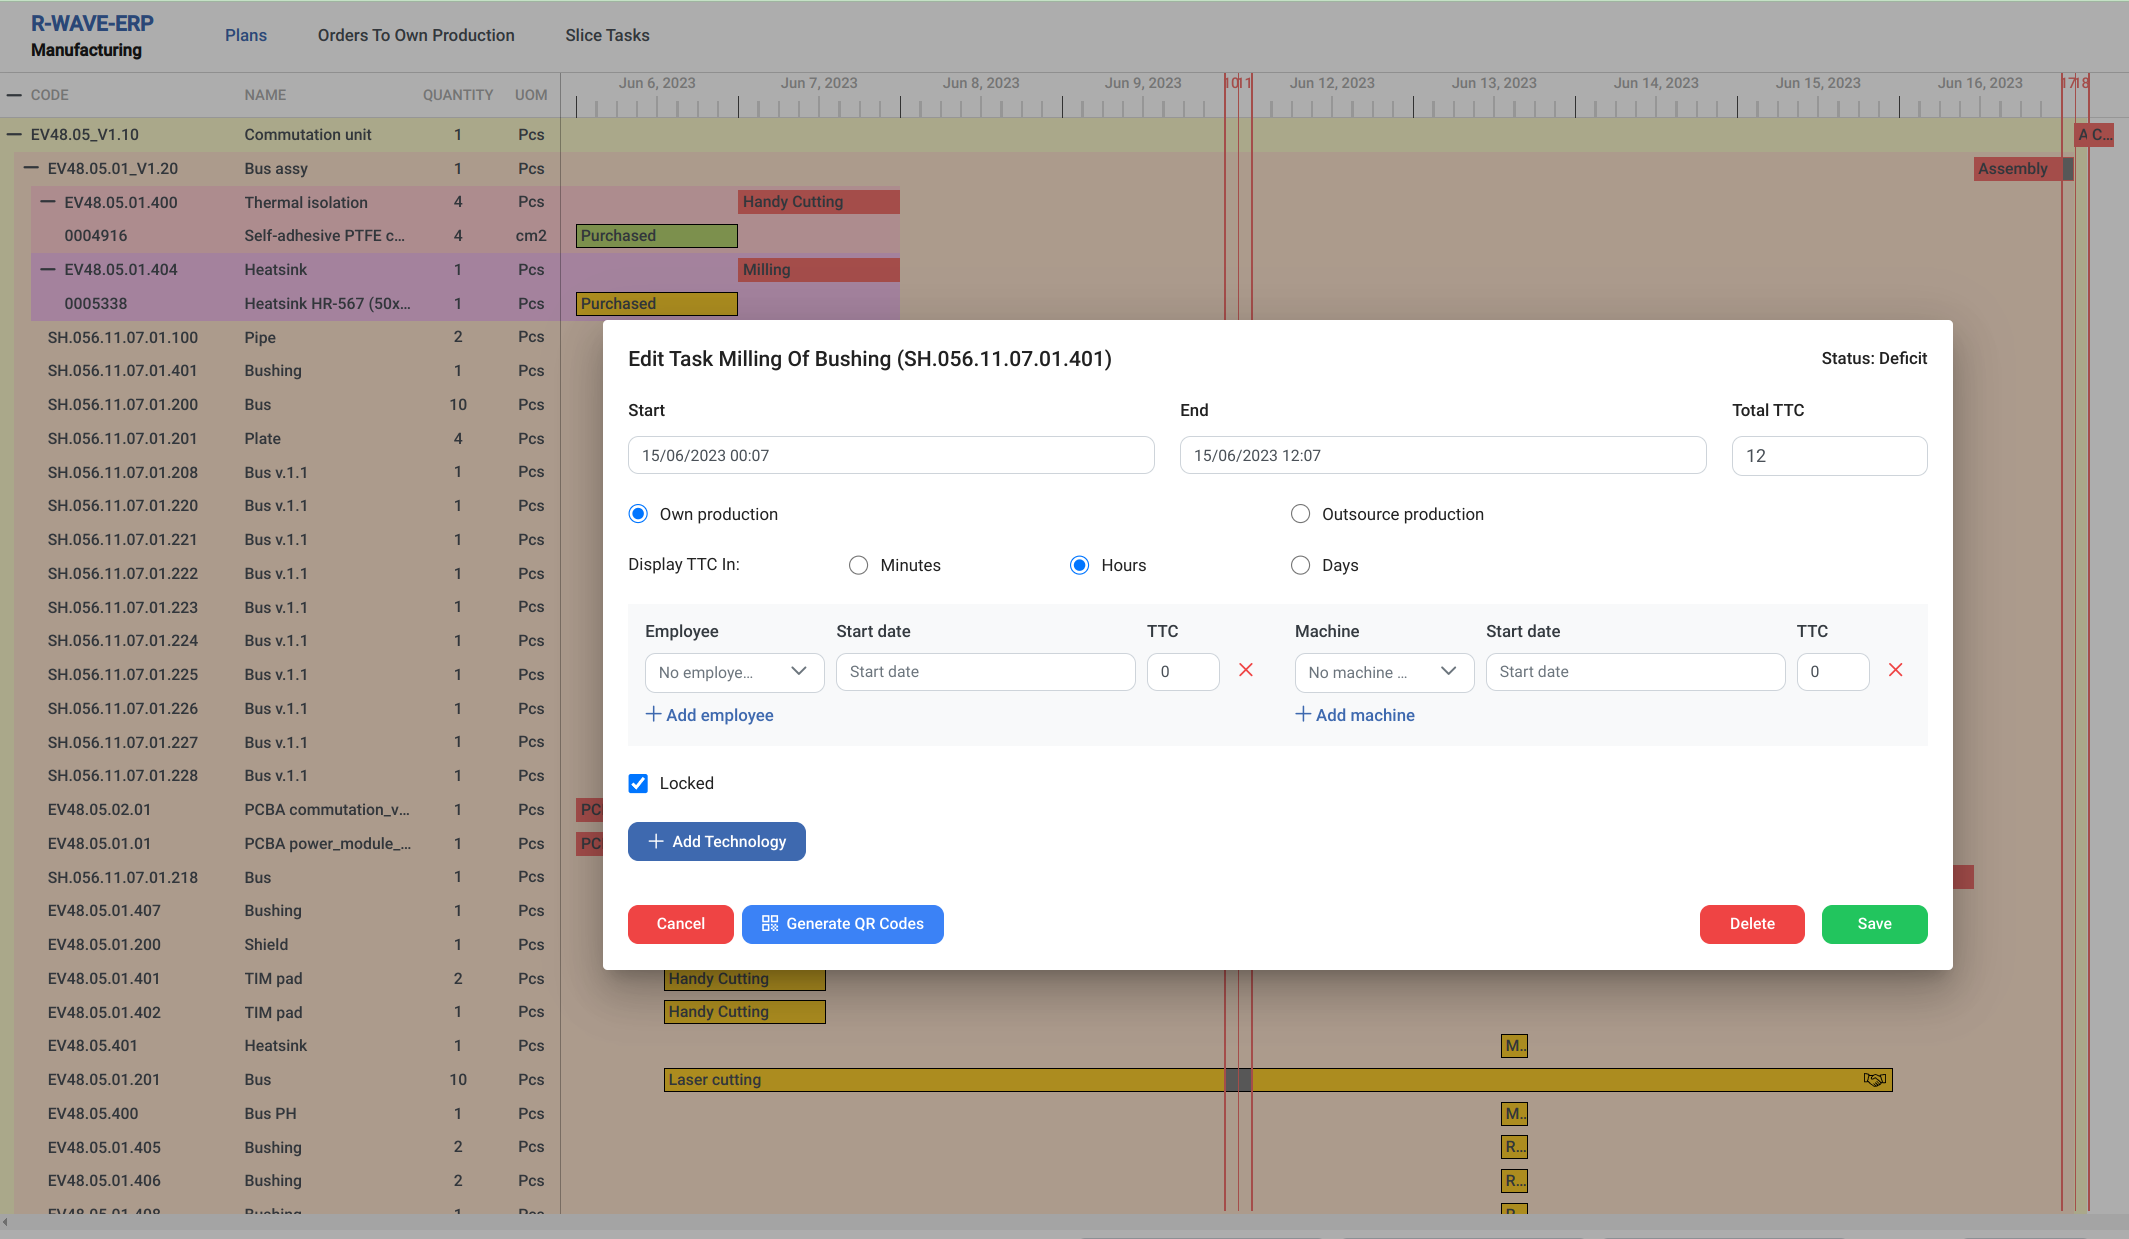 R-WAVE-ERP
Manufacturing
Plans Orders To Own Production Slice Tasks
CODE NAME QUANTITY UOM
Jun 6, 2023 Jun 7, 2023 Jun 8, 2023 Jun 9, 2023 10 11 Jun 12, 2023 Jun 13, 2023 Jun 14, 2023 Jun 15, 2023 Jun 16, 2023 17 18
EV48.05_V1.10 Commutation unit 1 Pcs A C...
EV48.05.01_V1.20 Bus assy 1 Pcs Assembly
EV48.05.01.400 Thermal isolation 4 Pcs Handy Cutting
0004916 Self-adhesive PTFE c... 4 cm2 Purchased
EV48.05.01.404 Heatsink 1 Pcs Milling
0005338 Heatsink HR-567 (50x... 1 Pcs Purchased
SH.056.11.07.01.100 Pipe 2 Pcs
SH.056.11.07.01.401 Bushing 1 Pcs
SH.056.11.07.01.200 Bus 10 Pcs
SH.056.11.07.01.201 Plate 4 Pcs
SH.056.11.07.01.208 Bus v.1.1 1 Pcs
SH.056.11.07.01.220 Bus v.1.1 1 Pcs
SH.056.11.07.01.221 Bus v.1.1 1 Pcs
SH.056.11.07.01.222 Bus v.1.1 1 Pcs
SH.056.11.07.01.223 Bus v.1.1 1 Pcs
SH.056.11.07.01.224 Bus v.1.1 1 Pcs
SH.056.11.07.01.225 Bus v.1.1 1 Pcs
SH.056.11.07.01.226 Bus v.1.1 1 Pcs
SH.056.11.07.01.227 Bus v.1.1 1 Pcs
SH.056.11.07.01.228 Bus v.1.1 1 Pcs
EV48.05.02.01 PCBA commutation_v... 1 Pcs PC
EV48.05.01.01 PCBA power_module_... 1 Pcs PC
SH.056.11.07.01.218 Bus 1 Pcs
EV48.05.01.407 Bushing 1 Pcs
EV48.05.01.200 Shield 1 Pcs
EV48.05.01.401 TIM pad 2 Pcs Handy Cutting
EV48.05.01.402 TIM pad 1 Pcs Handy Cutting
EV48.05.401 Heatsink 1 Pcs M...
EV48.05.01.201 Bus 10 Pcs Laser cutting
EV48.05.400 Bus PH 1 Pcs M...
EV48.05.01.405 Bushing 2 Pcs R...
EV48.05.01.406 Bushing 2 Pcs R...
EV48.05.01.408 Bushing 1 Pcs R...
Edit Task Milling Of Bushing (SH.056.11.07.01.401) Status: Deficit
Start End Total TTC
15/06/2023 00:07 15/06/2023 12:07 12
Own production Outsource production
Display TTC In: Minutes Hours Days
Employee Start date TTC Machine Start date TTC
No employe... Start date 0 No machine ... Start date 0
Add employee Add machine
Locked
Add Technology
Cancel Generate QR Codes Delete Save